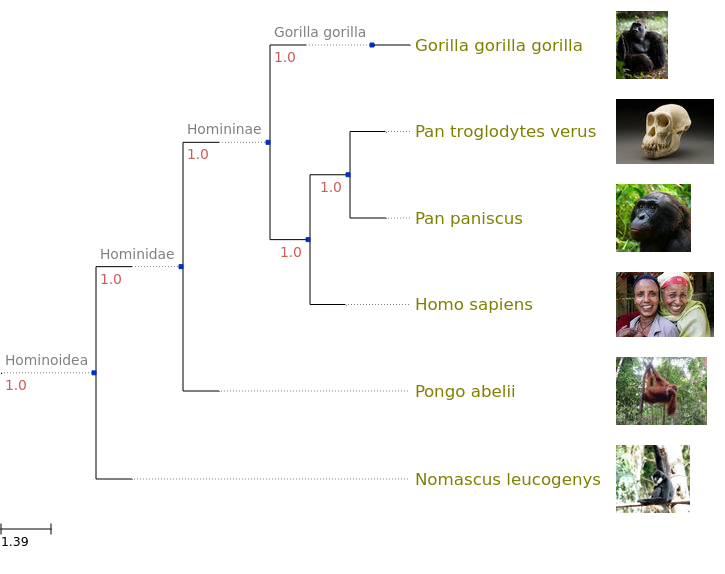 Gorilla gorilla
Gorilla gorilla gorilla
1.0
Homininae
Pan troglodytes verus
1.0
1.0
Pan paniscus
Hominidae
1.0
1.0
Homo sapiens
Hominoidea
1.0
Pongo abelii
Nomascus leucogenys
1.39